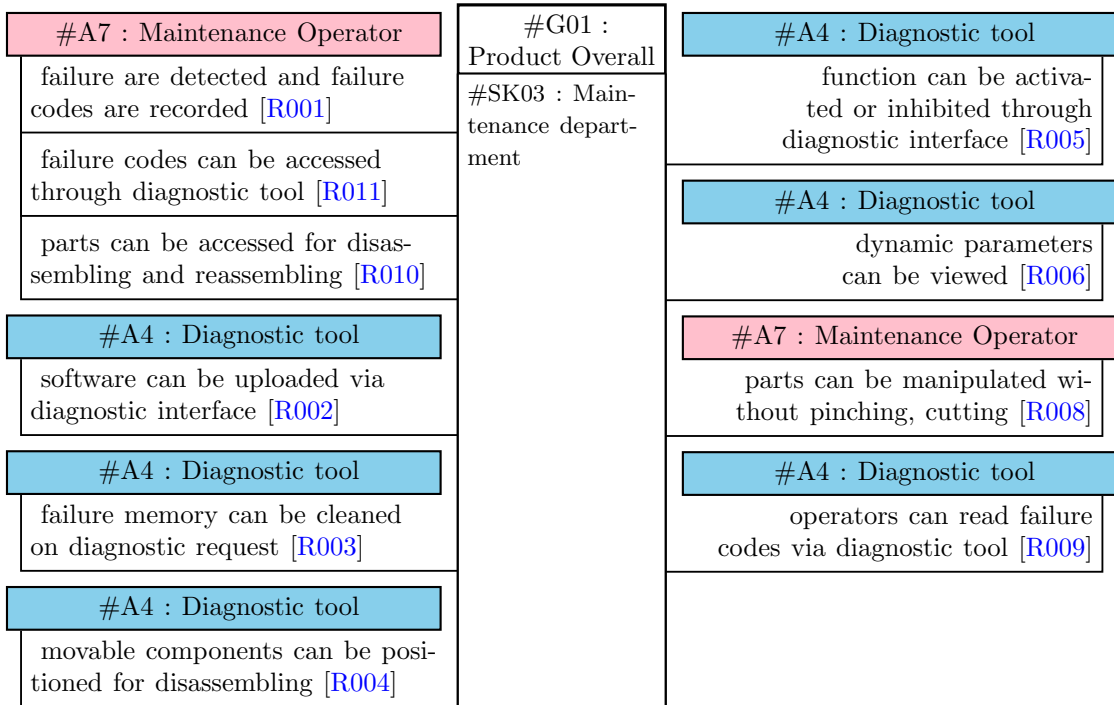 #A7 : Maintenance Operator
failure are detected and failure
codes are recorded [R001]
failure codes can be accessed
through diagnostic tool [R011]
parts can be accessed for disas-
sembling and reassembling [R010]
#A4 : Diagnostic tool
software can be uploaded via
diagnostic interface [R002]
#A4 : Diagnostic tool
failure memory can be cleaned
on diagnostic request [R003]
#A4 : Diagnostic tool
movable components can be posi-
tioned for disassembling [R004]
#G01 :
Product Overall
#SK03 : Main-
tenance depart-
ment
#A4 : Diagnostic tool
function can be activa-
ted or inhibited through
diagnostic interface [R005]
#A4 : Diagnostic tool
dynamic parameters
can be viewed [R006]
#A7 : Maintenance Operator
parts can be manipulated wi-
thout pinching, cutting [R008]
#A4 : Diagnostic tool
operators can read failure
codes via diagnostic tool [R009]